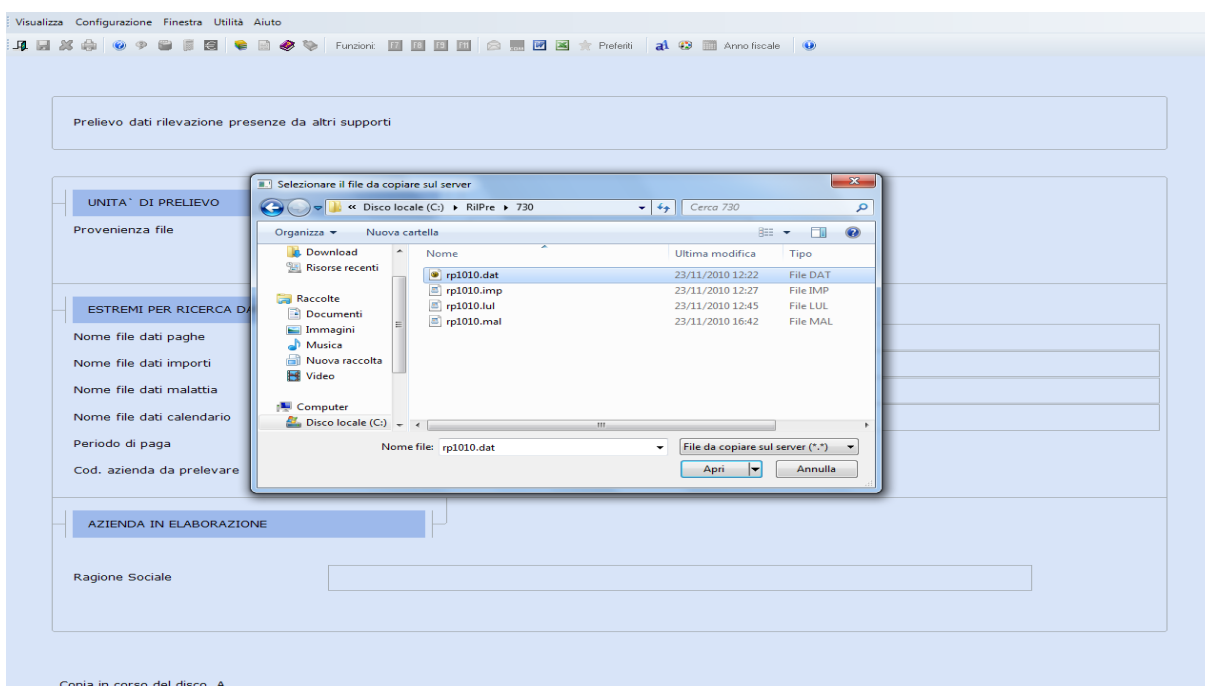 Visualizza Configurazione Finestra Utilità Aiuto
Funzioni: F7 F8 F9 F11 Preferiti Anno fiscale
Prelievo dati rilevazione presenze da altri supporti
Selezionare il file da copiare sul server
« Disco locale (C:) ▸ RilPre ▸ 730
Cerca 730
Organizza Nuova cartella
Download
Risorse recenti
Raccolte
Documenti
Immagini
Musica
Nuova raccolta
Video
Computer
Disco locale (C:)
Nome Ultima modifica Tipo
rp1010.dat 23/11/2010 12:22 File DAT
rp1010.imp 23/11/2010 12:27 File IMP
rp1010.lul 23/11/2010 12:45 File LUL
rp1010.mal 23/11/2010 16:42 File MAL
Nome file: rp1010.dat File da copiare sul server (*.*)
Apri Annulla
UNITA` DI PRELIEVO
Provenienza file
ESTREMI PER RICERCA DA
Nome file dati paghe
Nome file dati importi
Nome file dati malattia
Nome file dati calendario
Periodo di paga
Cod. azienda da prelevare
AZIENDA IN ELABORAZIONE
Ragione Sociale
Copia in corso del disco A